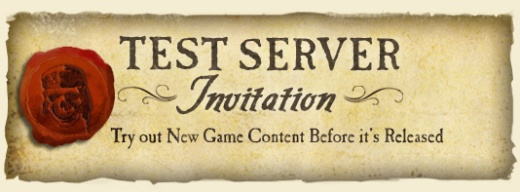 TEST SERVER
Invitation
Try out New Game Content Before it's Released